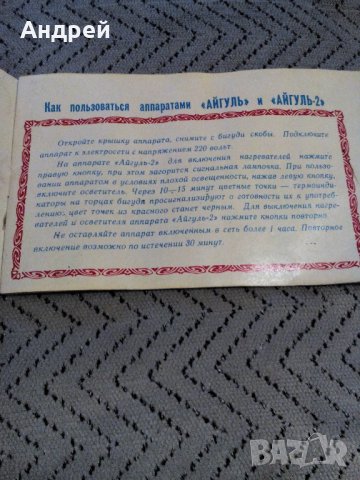 Андрей
Как пользоваться аппаратами «АЙГУЛЬ» и «АЙГУЛЬ-2»
Откройте крышку аппарата, снимите с бигуди скобы. Подключите
аппарат к электросети с напряжением 220 вольт.
На аппарате «Айгуль-2» для включения нагревателей нажмите
правую кнопку, при этом загорится сигнальная лампочка. При пользо-
вании аппаратом в условиях плохой освещенности, нажав левую кнопку,
включите осветитель. Через 10—15 минут цветные точки — термоинди-
каторы на торцах бигуди просигнализируют о готовности их к употреб-
лению, цвет точек из красного станет черным. Для выключения нагре-
вателей и осветителя аппарата «Айгуль-2» нажмите кнопки повторно.
Не оставляйте аппарат включенным в сеть более 1 часа. Повторное
включение возможно по истечении 30 минут.
BAZAR